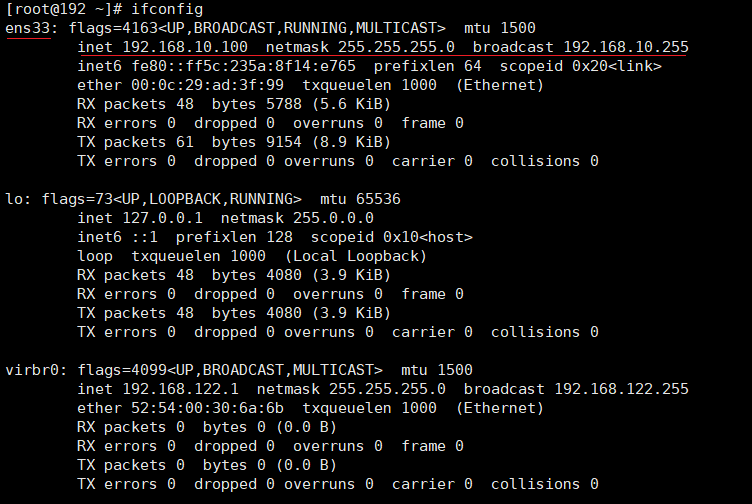 [root@192 ~]# ifconfig
ens33: flags=4163<UP,BROADCAST,RUNNING,MULTICAST>  mtu 1500
        inet 192.168.10.100  netmask 255.255.255.0  broadcast 192.168.10.255
        inet6 fe80::ff5c:235a:8f14:e765  prefixlen 64  scopeid 0x20<link>
        ether 00:0c:29:ad:3f:99  txqueuelen 1000  (Ethernet)
        RX packets 48  bytes 5788 (5.6 KiB)
        RX errors 0  dropped 0  overruns 0  frame 0
        TX packets 61  bytes 9154 (8.9 KiB)
        TX errors 0  dropped 0 overruns 0  carrier 0  collisions 0

lo: flags=73<UP,LOOPBACK,RUNNING>  mtu 65536
        inet 127.0.0.1  netmask 255.0.0.0
        inet6 ::1  prefixlen 128  scopeid 0x10<host>
        loop  txqueuelen 1000  (Local Loopback)
        RX packets 48  bytes 4080 (3.9 KiB)
        RX errors 0  dropped 0  overruns 0  frame 0
        TX packets 48  bytes 4080 (3.9 KiB)
        TX errors 0  dropped 0 overruns 0  carrier 0  collisions 0

virbr0: flags=4099<UP,BROADCAST,MULTICAST>  mtu 1500
        inet 192.168.122.1  netmask 255.255.255.0  broadcast 192.168.122.255
        ether 52:54:00:30:6a:6b  txqueuelen 1000  (Ethernet)
        RX packets 0  bytes 0 (0.0 B)
        RX errors 0  dropped 0  overruns 0  frame 0
        TX packets 0  bytes 0 (0.0 B)
        TX errors 0  dropped 0 overruns 0  carrier 0  collisions 0